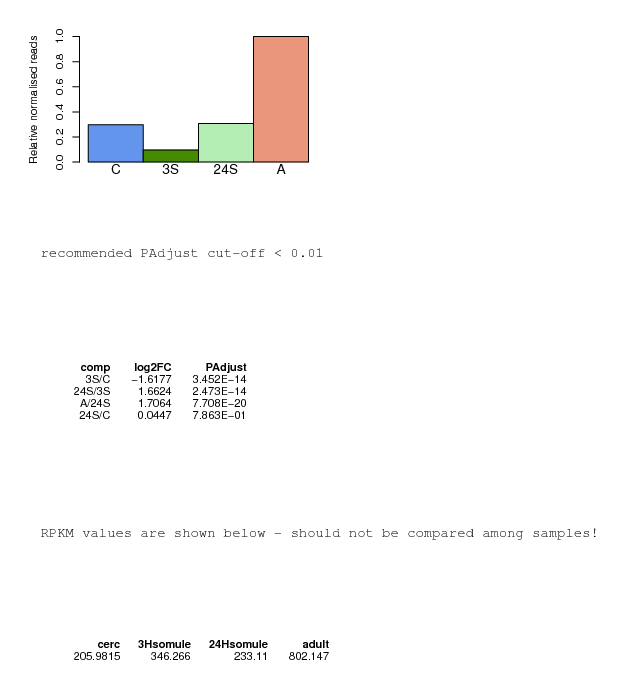 Relative normalised reads
1.0
0.8
0.6
0.4
0.2
0.0
C 3S 24S A
recommended PAdjust cut-off < 0.01
comp log2FC PAdjust
3S/C −1.6177 3.452E−14
24S/3S 1.6624 2.473E−14
A/24S 1.7064 7.708E−20
24S/C 0.0447 7.863E−01
RPKM values are shown below - should not be compared among samples!
cerc 3Hsomule 24Hsomule adult
205.9815 346.266 233.11 802.147